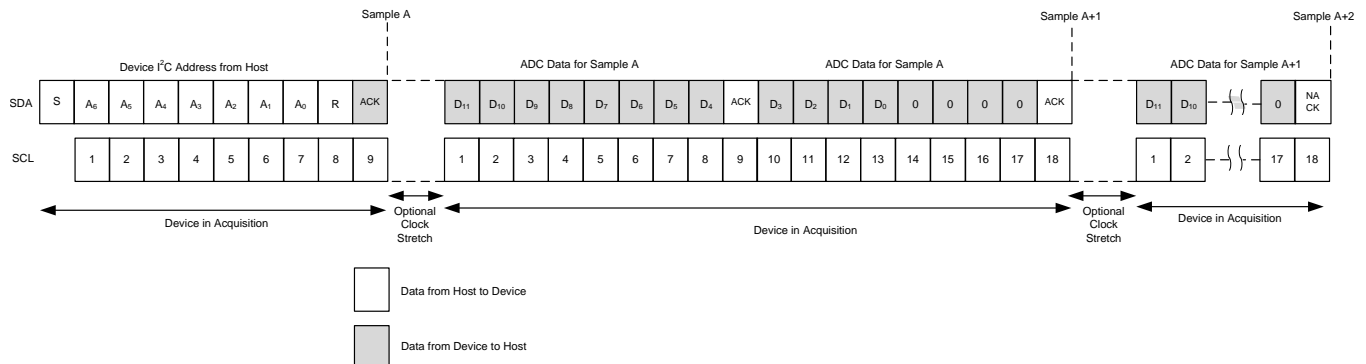 Sample A
Sample A+1
Sample A+2
Device I²C Address from Host
ADC Data for Sample A
ADC Data for Sample A
ADC Data for Sample A+1
SDA S A₆ A₅ A₄ A₃ A₂ A₁ A₀ R ACK D₁₁ D₁₀ D₉ D₈ D₇ D₆ D₅ D₄ ACK D₃ D₂ D₁ D₀ 0 0 0 0 ACK D₁₁ D₁₀ 0 NA
CK
SCL 1 2 3 4 5 6 7 8 9 1 2 3 4 5 6 7 8 9 10 11 12 13 14 15 16 17 18 1 2 17 18
Device in Acquisition
Optional
Clock
Stretch
Device in Acquisition
Optional
Clock
Stretch
Device in Acquisition
Data from Host to Device
Data from Device to Host